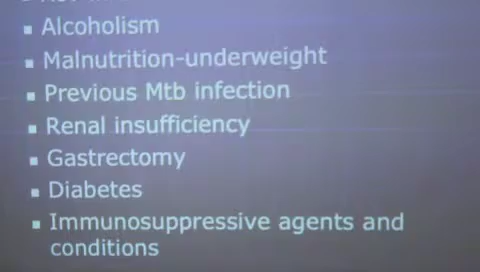 ▪ Alcoholism
▪ Malnutrition-underweight
▪ Previous Mtb infection
▪ Renal insufficiency
▪ Gastrectomy
▪ Diabetes
▪ Immunosuppressive agents and
conditions